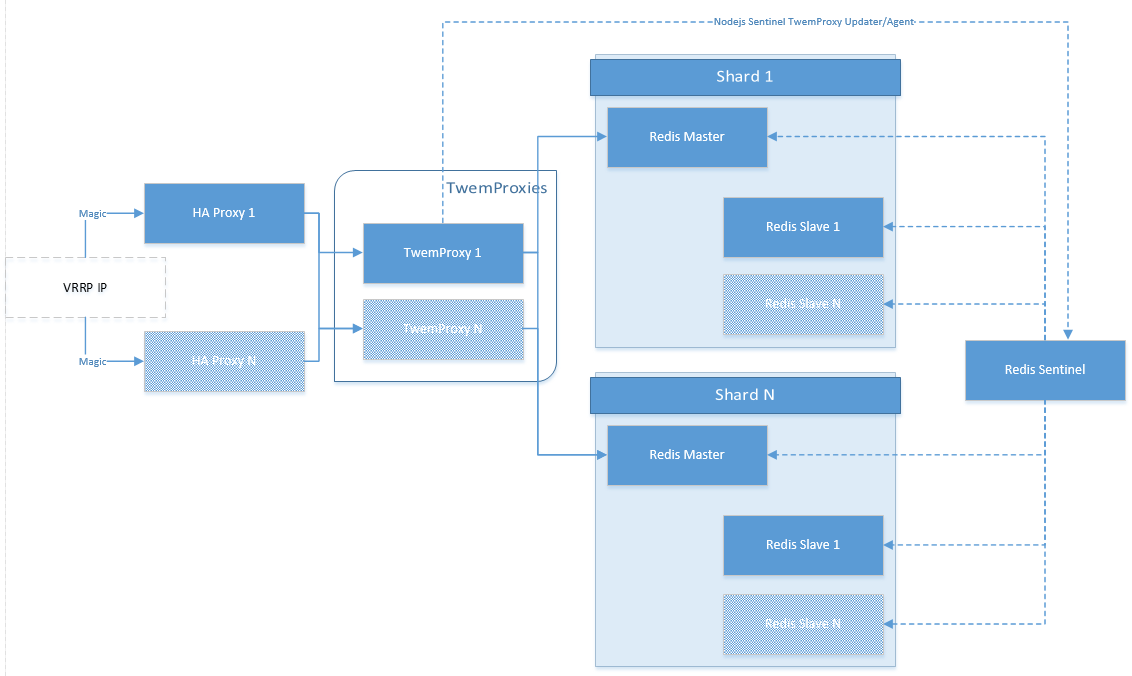 Nodejs Sentinel TwemProxy Updater/Agent
Shard 1
Redis Master
TwemProxies
Magic
HA Proxy 1
Redis Slave 1
TwemProxy 1
VRRP IP
Redis Slave N
TwemProxy N
Magic
HA Proxy N
Redis Sentinel
Shard N
Redis Master
Redis Slave 1
Redis Slave N